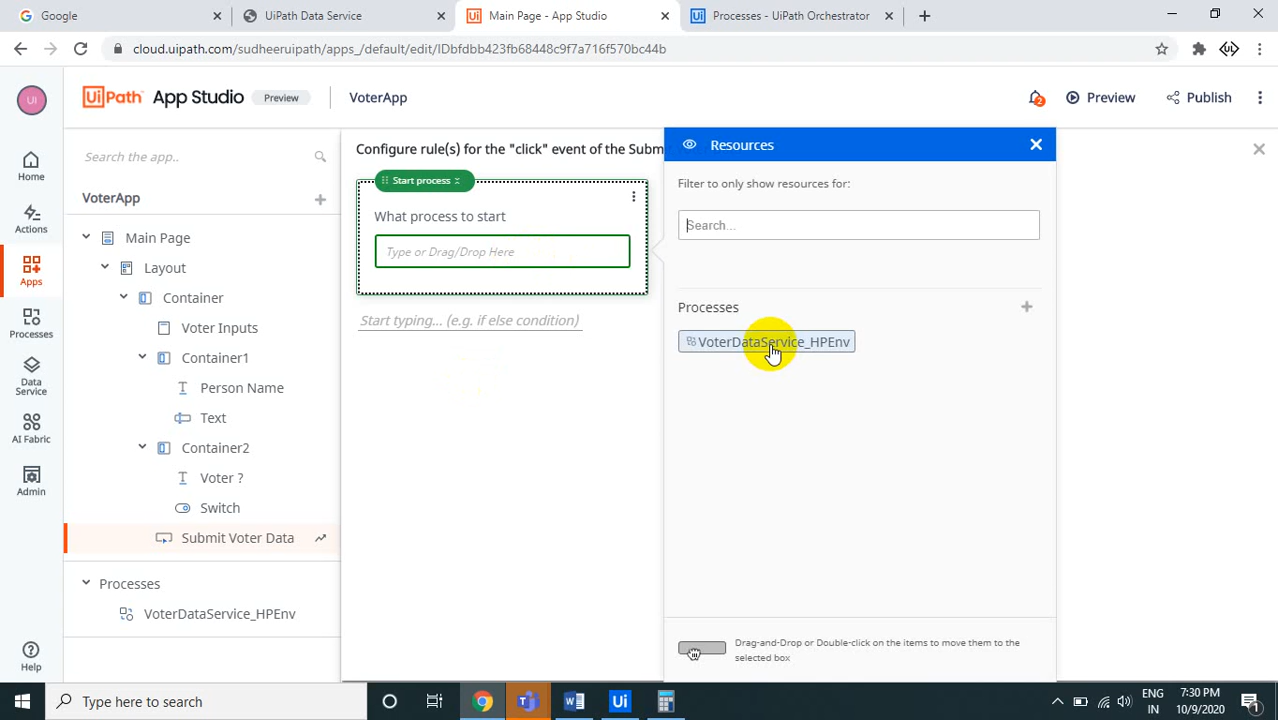 Google
UiPath Data Service
Main Page - App Studio
Processes - UiPath Orchestrator
cloud.uipath.com/sudheeruipath/apps_/default/edit/IDbfdbb423fb68448c9f7a716f570bc44b
UI
UiPath App Studio
Preview
VoterApp
2
Preview
Publish
Search the app..
VoterApp
Main Page
Layout
Container
Voter Inputs
Container1
Person Name
Text
Container2
Voter ?
Switch
Submit Voter Data
Processes
VoterDataService_HPEnv
Home
Actions
Apps
Processes
Data
Service
AI Fabric
Admin
Help
Configure rule(s) for the "click" event of the Subm
Start process
What process to start
Type or Drag/Drop Here
Start typing... (e.g. if else condition)
Resources
Filter to only show resources for:
Search...
Processes
VoterDataService_HPEnv
Drag-and-Drop or Double-click on the items to move them to the
selected box
Type here to search
ENG
IN
7:30 PM
10/9/2020
1